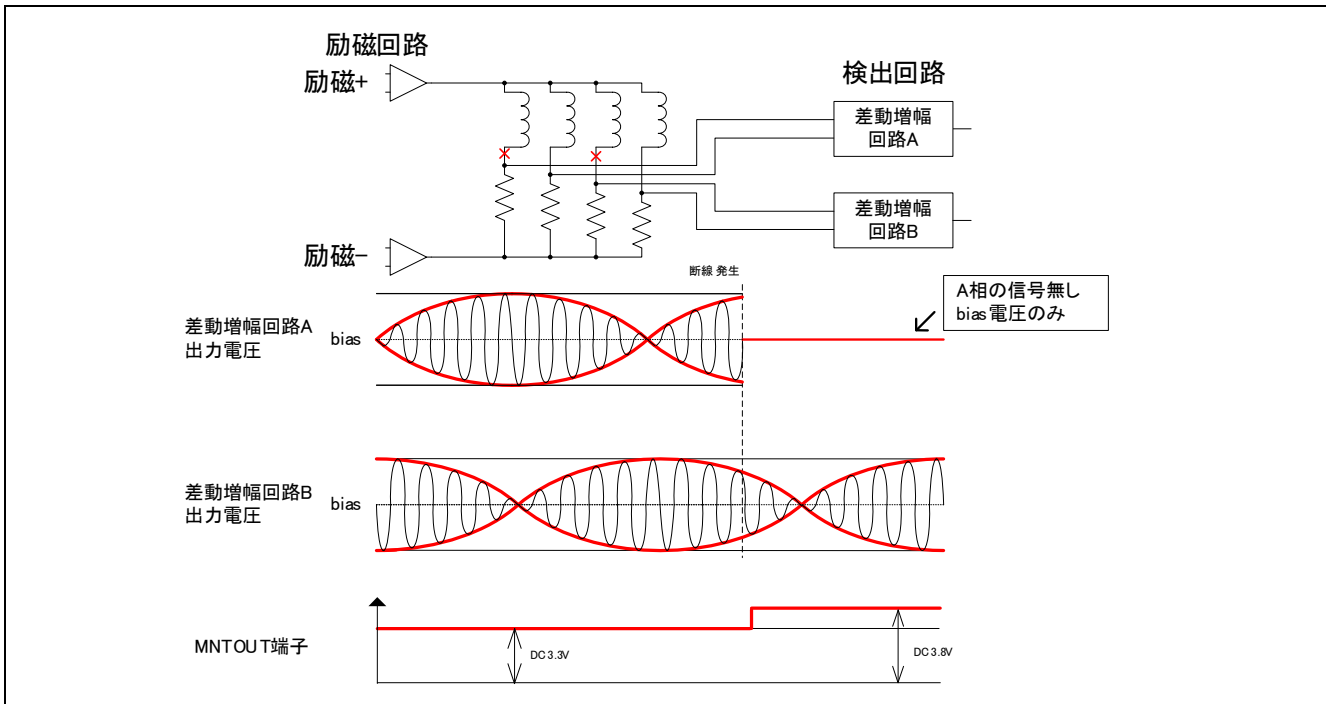 励磁回路
励磁+
検出回路
差動増幅
回路A
差動増幅
回路B
励磁-
断線発生
A相の信号無し
bias電圧のみ
差動増幅回路A
出力電圧
bias
差動増幅回路B
出力電圧
bias
MNTOUT端子
DC3.3V
DC3.8V